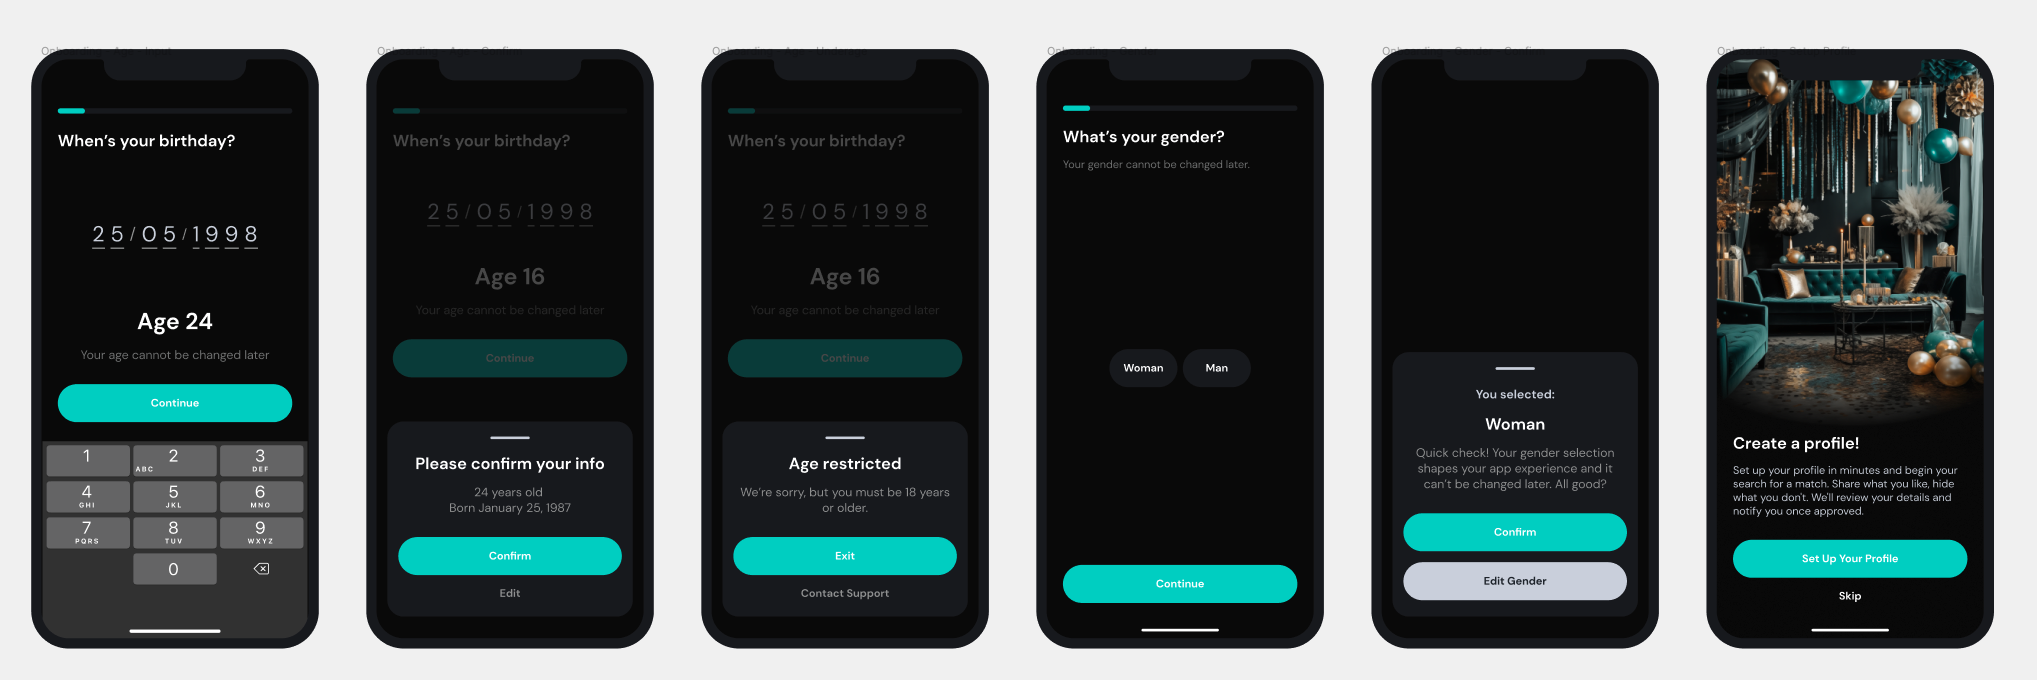 When's your birthday?
25/05/1998
Age 24
Your age cannot be changed later
Continue
1
2
ABC
3
DEF
4
GHI
5
JKL
6
MNO
7
PQRS
8
TUV
9
WXYZ
0
When's your birthday?
25/05/1998
Age 16
Your age cannot be changed later
Continue
Please confirm your info
24 years old
Born January 25, 1987
Confirm
Edit
When's your birthday?
25/05/1998
Age 16
Your age cannot be changed later
Continue
Age restricted
We're sorry, but you must be 18 years
or older.
Exit
Contact Support
What's your gender?
Your gender cannot be changed later.
Woman
Man
Continue
You selected:
Woman
Quick check! Your gender selection
shapes your app experience and it
can't be changed later. All good?
Confirm
Edit Gender
Create a profile!
Set up your profile in minutes and begin your
search for a match. Share what you like, hide
what you don't. We'll review your details and
notify you once approved.
Set Up Your Profile
Skip